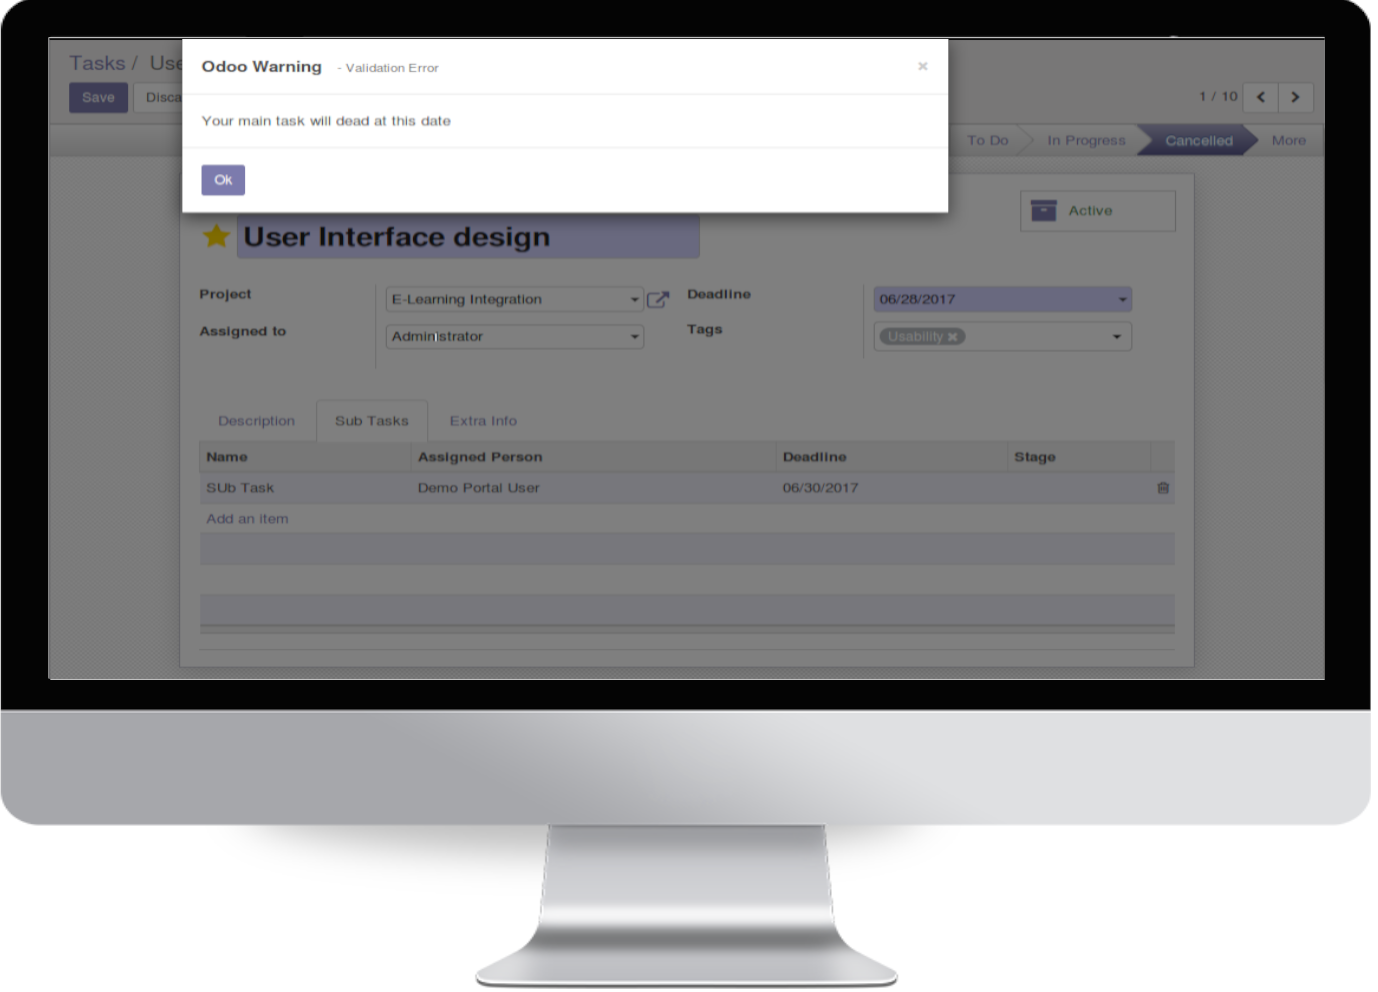 Tasks / Use
Odoo Warning - Validation Error ×
Save Disca
1 / 10
Your main task will dead at this date
To Do In Progress Cancelled More
Ok
Active
User Interface design
Project E-Learning Integration Deadline 06/28/2017
Assigned to Administrator Tags Usability ×
Description Sub Tasks Extra Info
Name Assigned Person Deadline Stage
SUb Task Demo Portal User 06/30/2017
Add an item